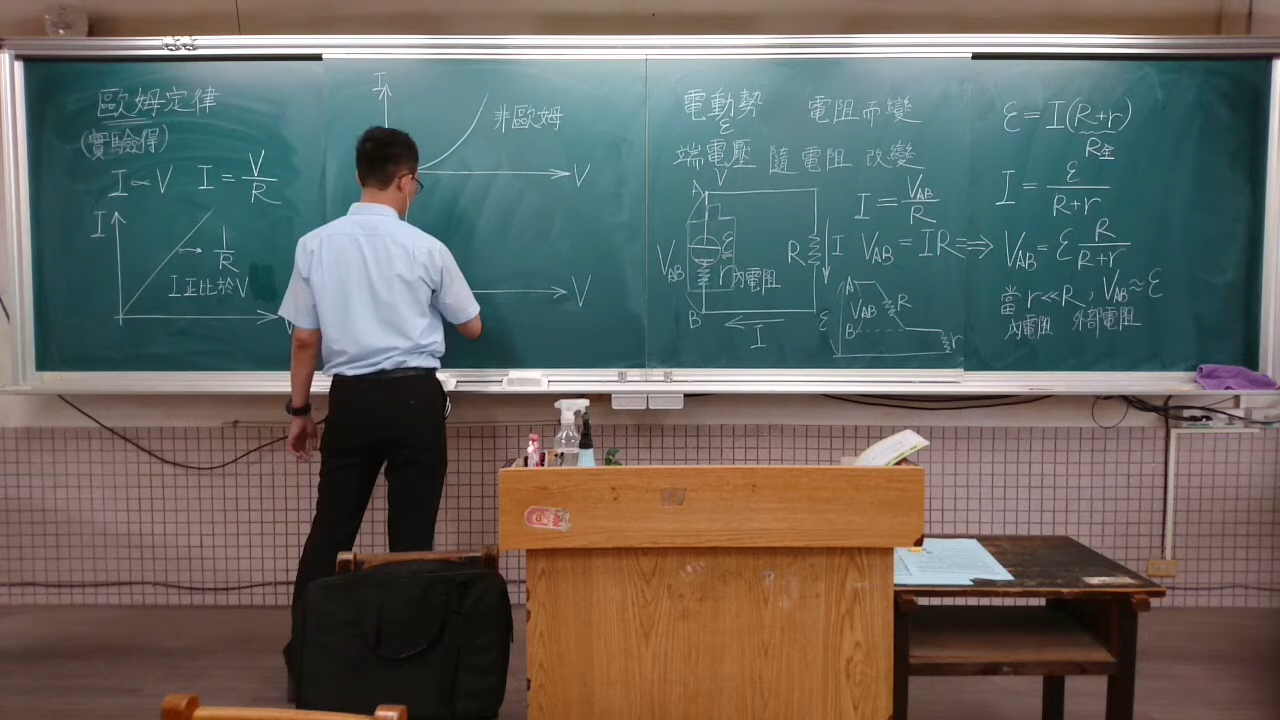 歐姆定律
(實驗得)
I ∝ V I = V/R
I
1/R
I 正比於 V
I
非歐姆
V
V
電動勢 電阻而變
ε
端電壓 隨電阻 改變
V
A
I = V_AB/R
V_AB ε R I
V_AB = IR ⇒
r 內電阻
B
I
A
ε V_AB R
B
r
ε = I(R+r)
R全
I = ε/(R+r)
V_AB = ε R/(R+r)
當 r ≪ R, V_AB ≈ ε
內電阻 外部電阻